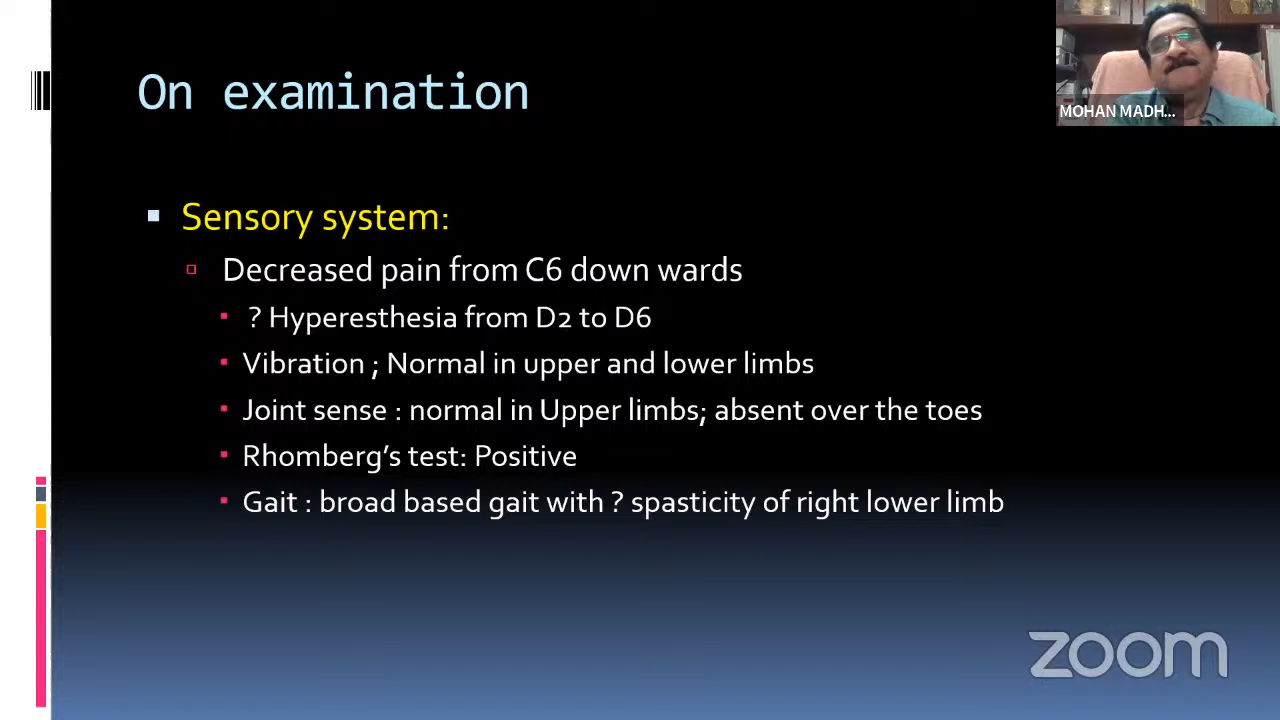 On examination
MOHAN MADH...
Sensory system:
Decreased pain from C6 down wards
? Hyperesthesia from D2 to D6
Vibration ; Normal in upper and lower limbs
Joint sense : normal in Upper limbs; absent over the toes
Rhomberg’s test: Positive
Gait : broad based gait with ? spasticity of right lower limb
zoom